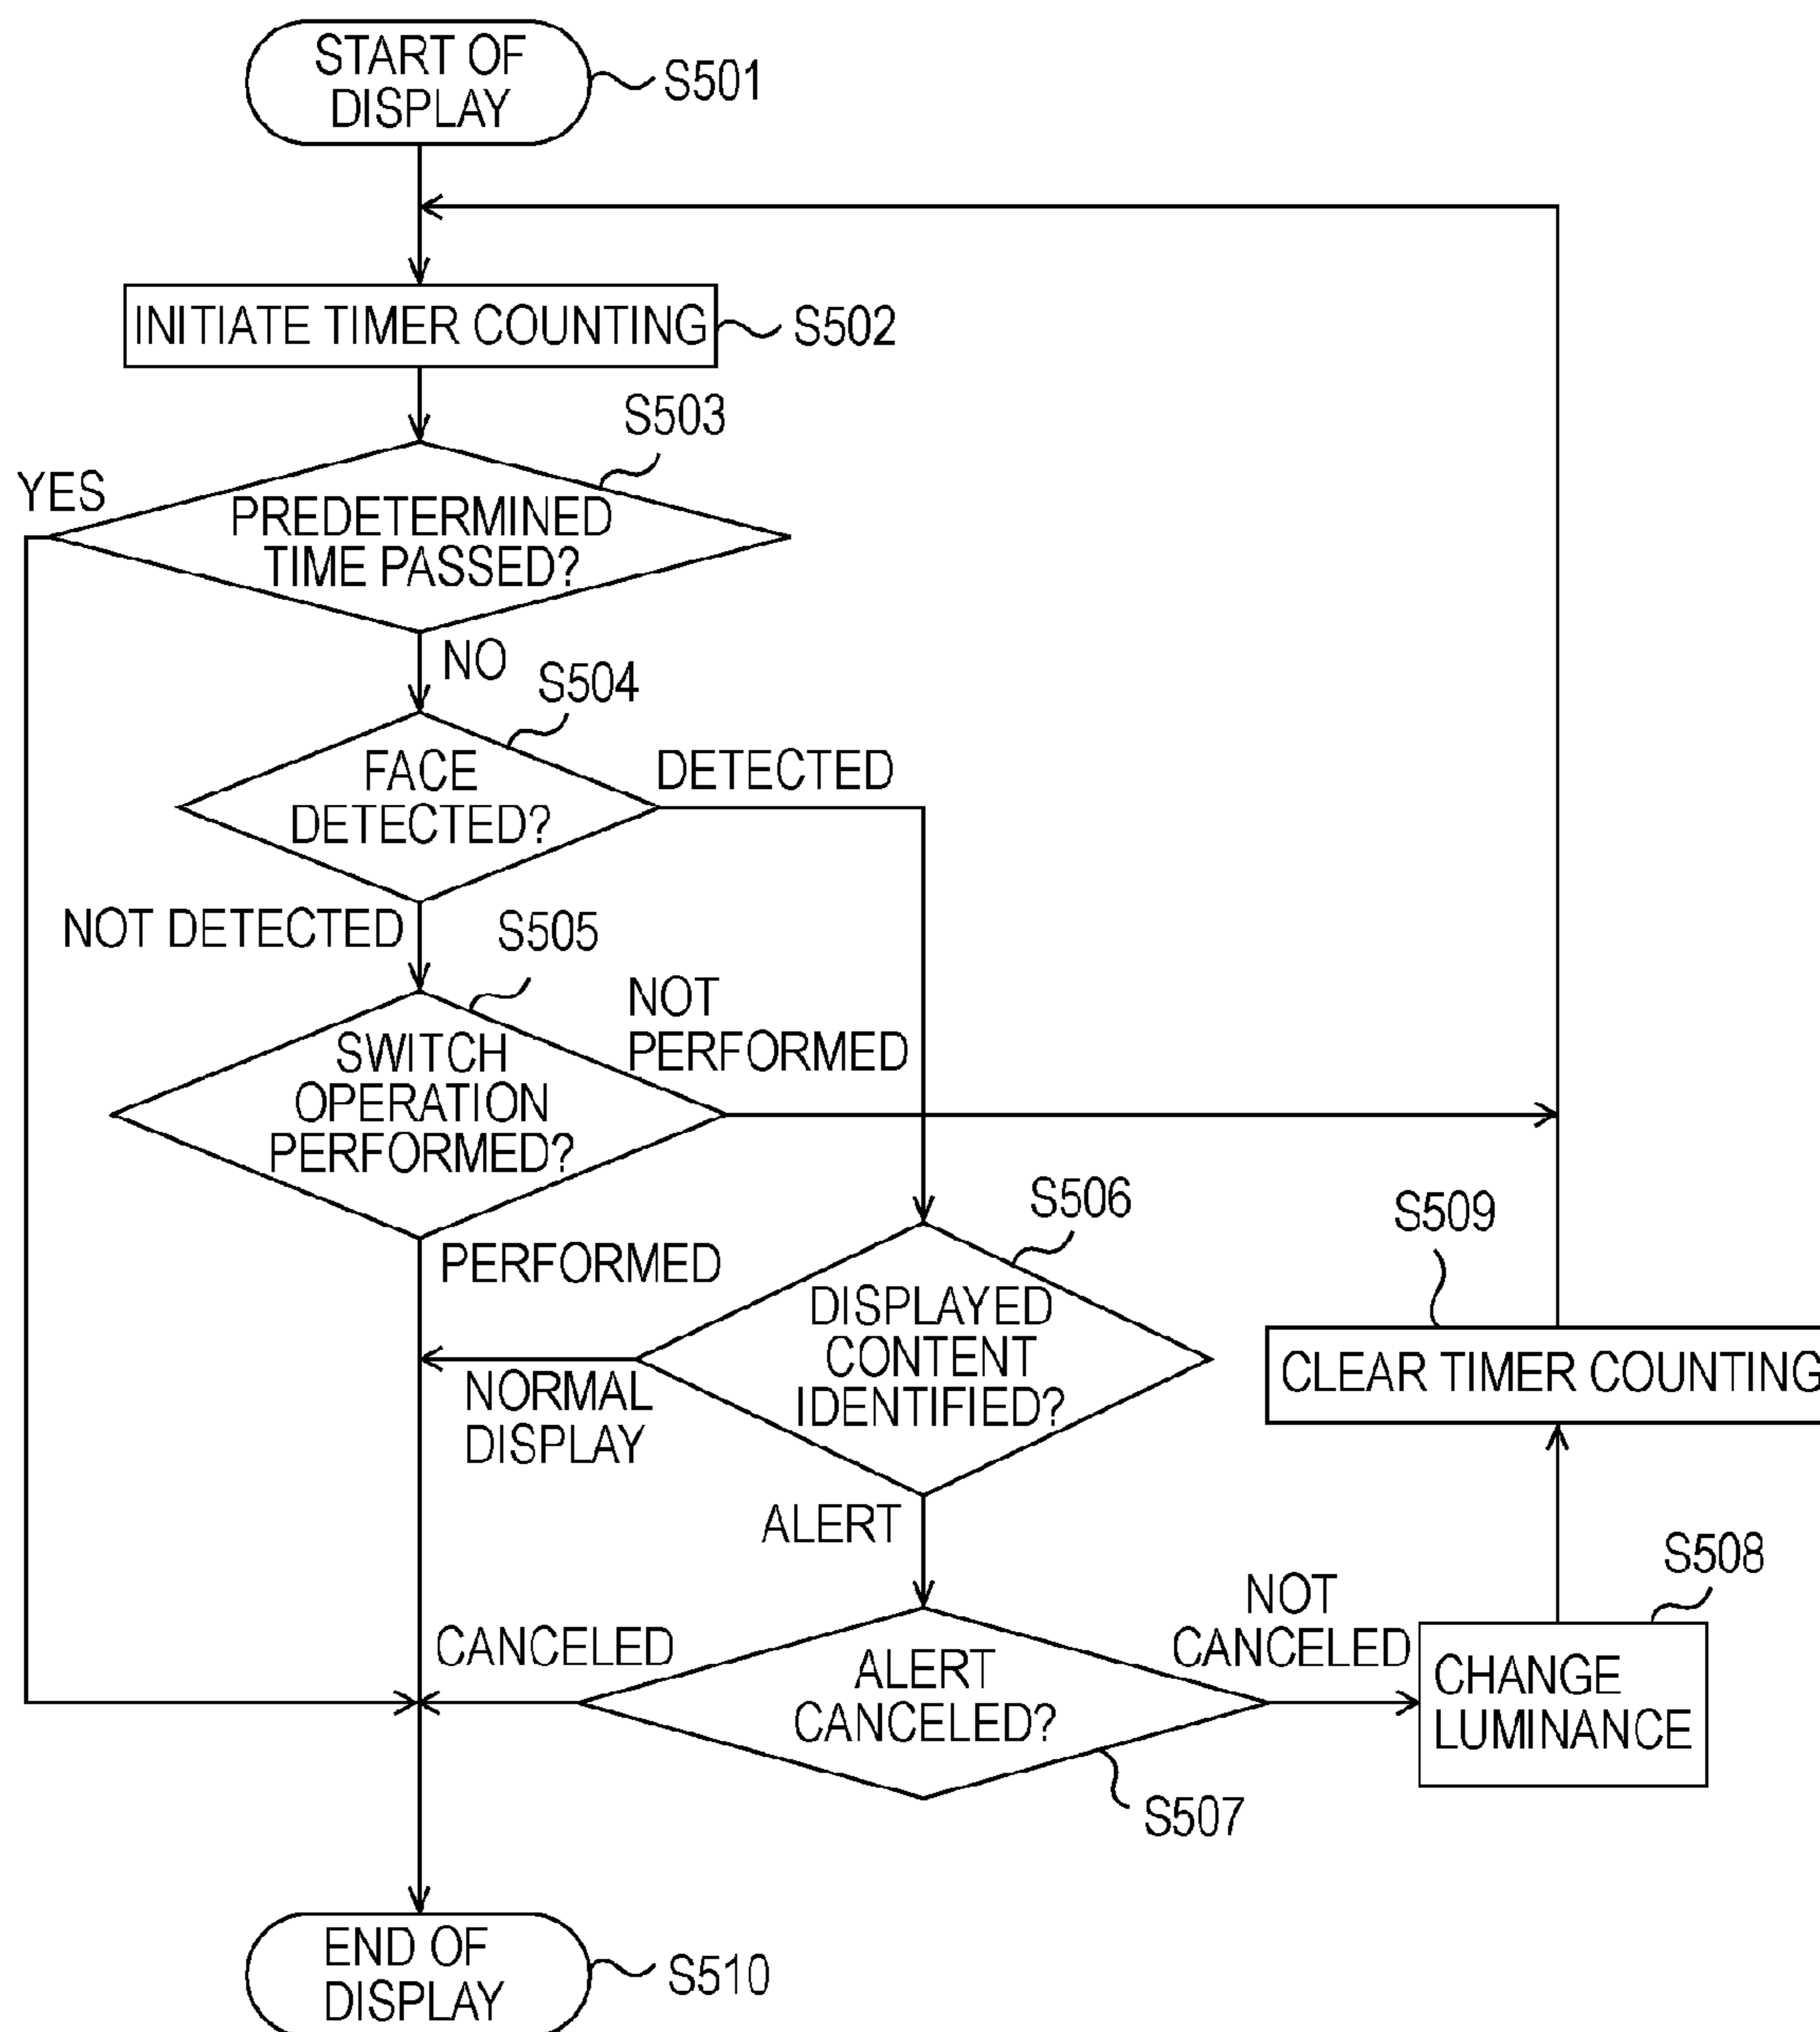 START OF
DISPLAY
S501
INITIATE TIMER COUNTING
S502
S503
YES
PREDETERMINED
TIME PASSED?
NO
S504
FACE
DETECTED?
DETECTED
NOT DETECTED
S505
NOT
PERFORMED
SWITCH
OPERATION
PERFORMED?
PERFORMED
S506
DISPLAYED
CONTENT
IDENTIFIED?
NORMAL
DISPLAY
S509
CLEAR TIMER COUNTING
ALERT
S508
NOT
CANCELED
CANCELED
ALERT
CANCELED?
CHANGE
LUMINANCE
S507
END OF
DISPLAY
S510